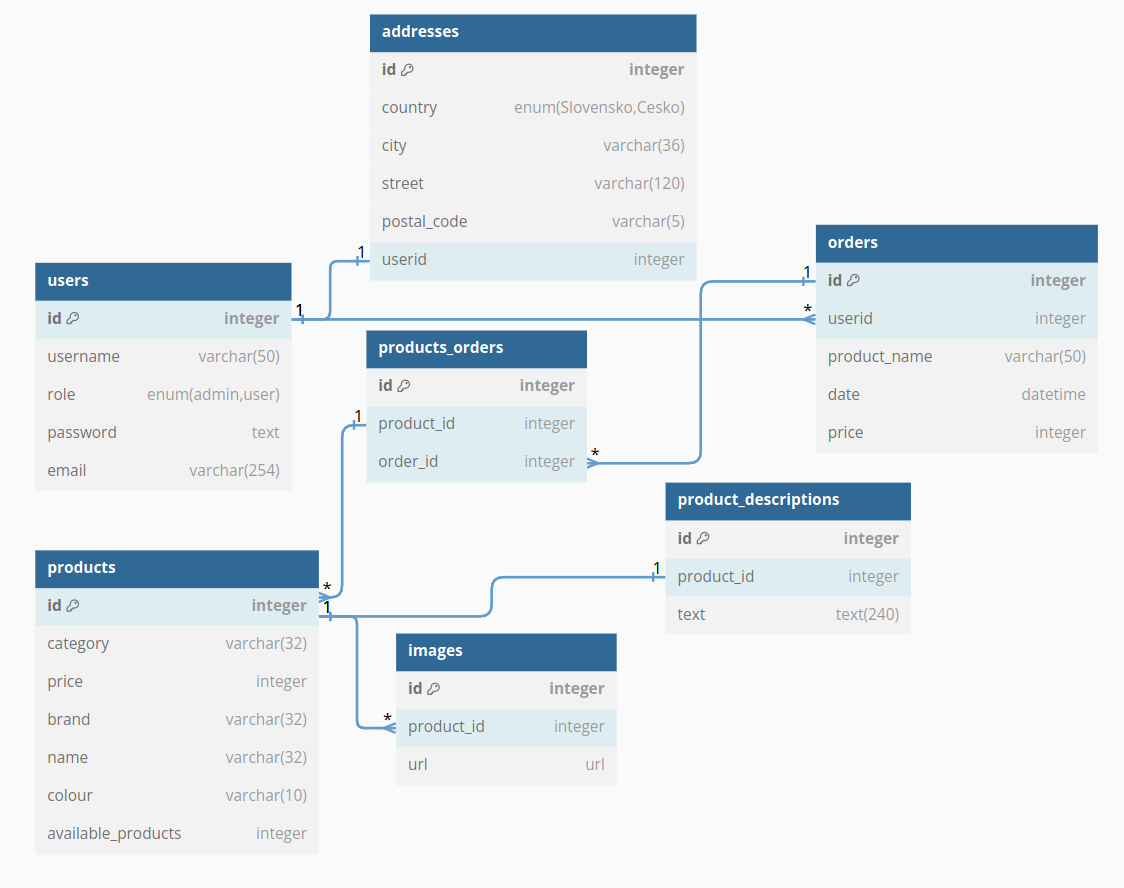 addresses
id integer
country enum(Slovensko,Cesko)
city varchar(36)
street varchar(120)
postal_code varchar(5)
1 userid integer
users
id integer 1
username varchar(50)
role enum(admin,user)
password text
email varchar(254)
orders
1 id integer
* userid integer
product_name varchar(50)
date datetime
price integer
products_orders
id integer
1 product_id integer
order_id integer *
product_descriptions
id integer
1 product_id integer
text text(240)
products
*
id integer 1
category varchar(32)
price integer
brand varchar(32)
name varchar(32)
colour varchar(10)
available_products integer
images
id integer
* product_id integer
url url